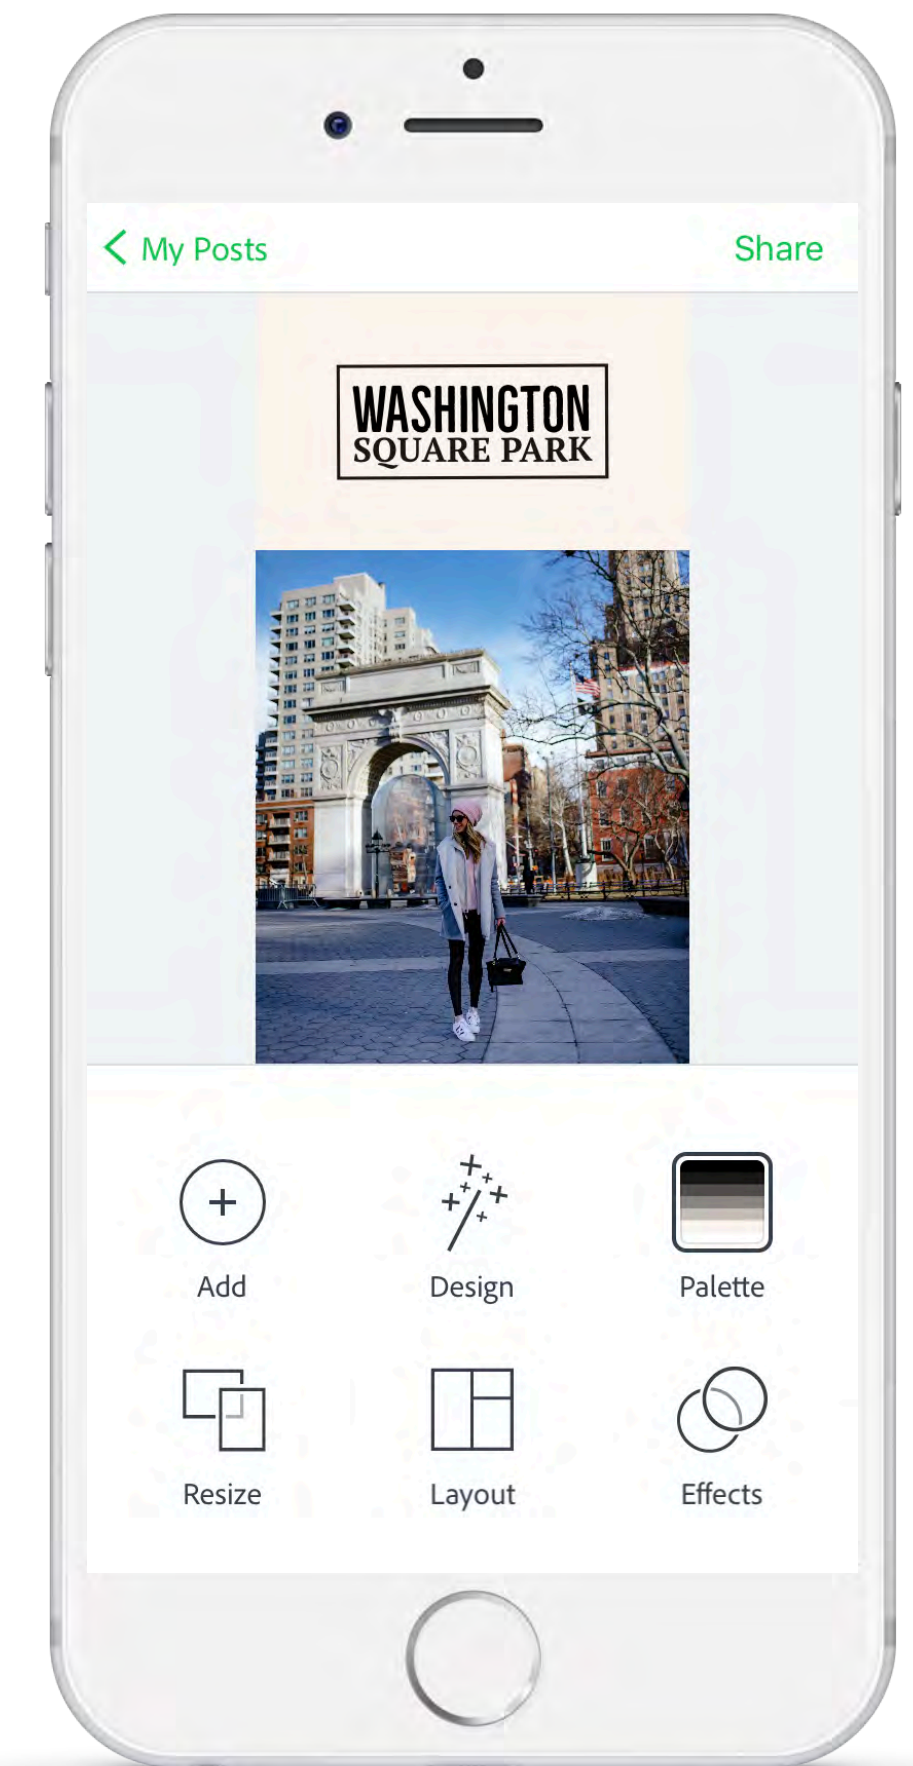 My Posts
Share
WASHINGTON
SQUARE PARK
Add
Design
Palette
Resize
Layout
Effects